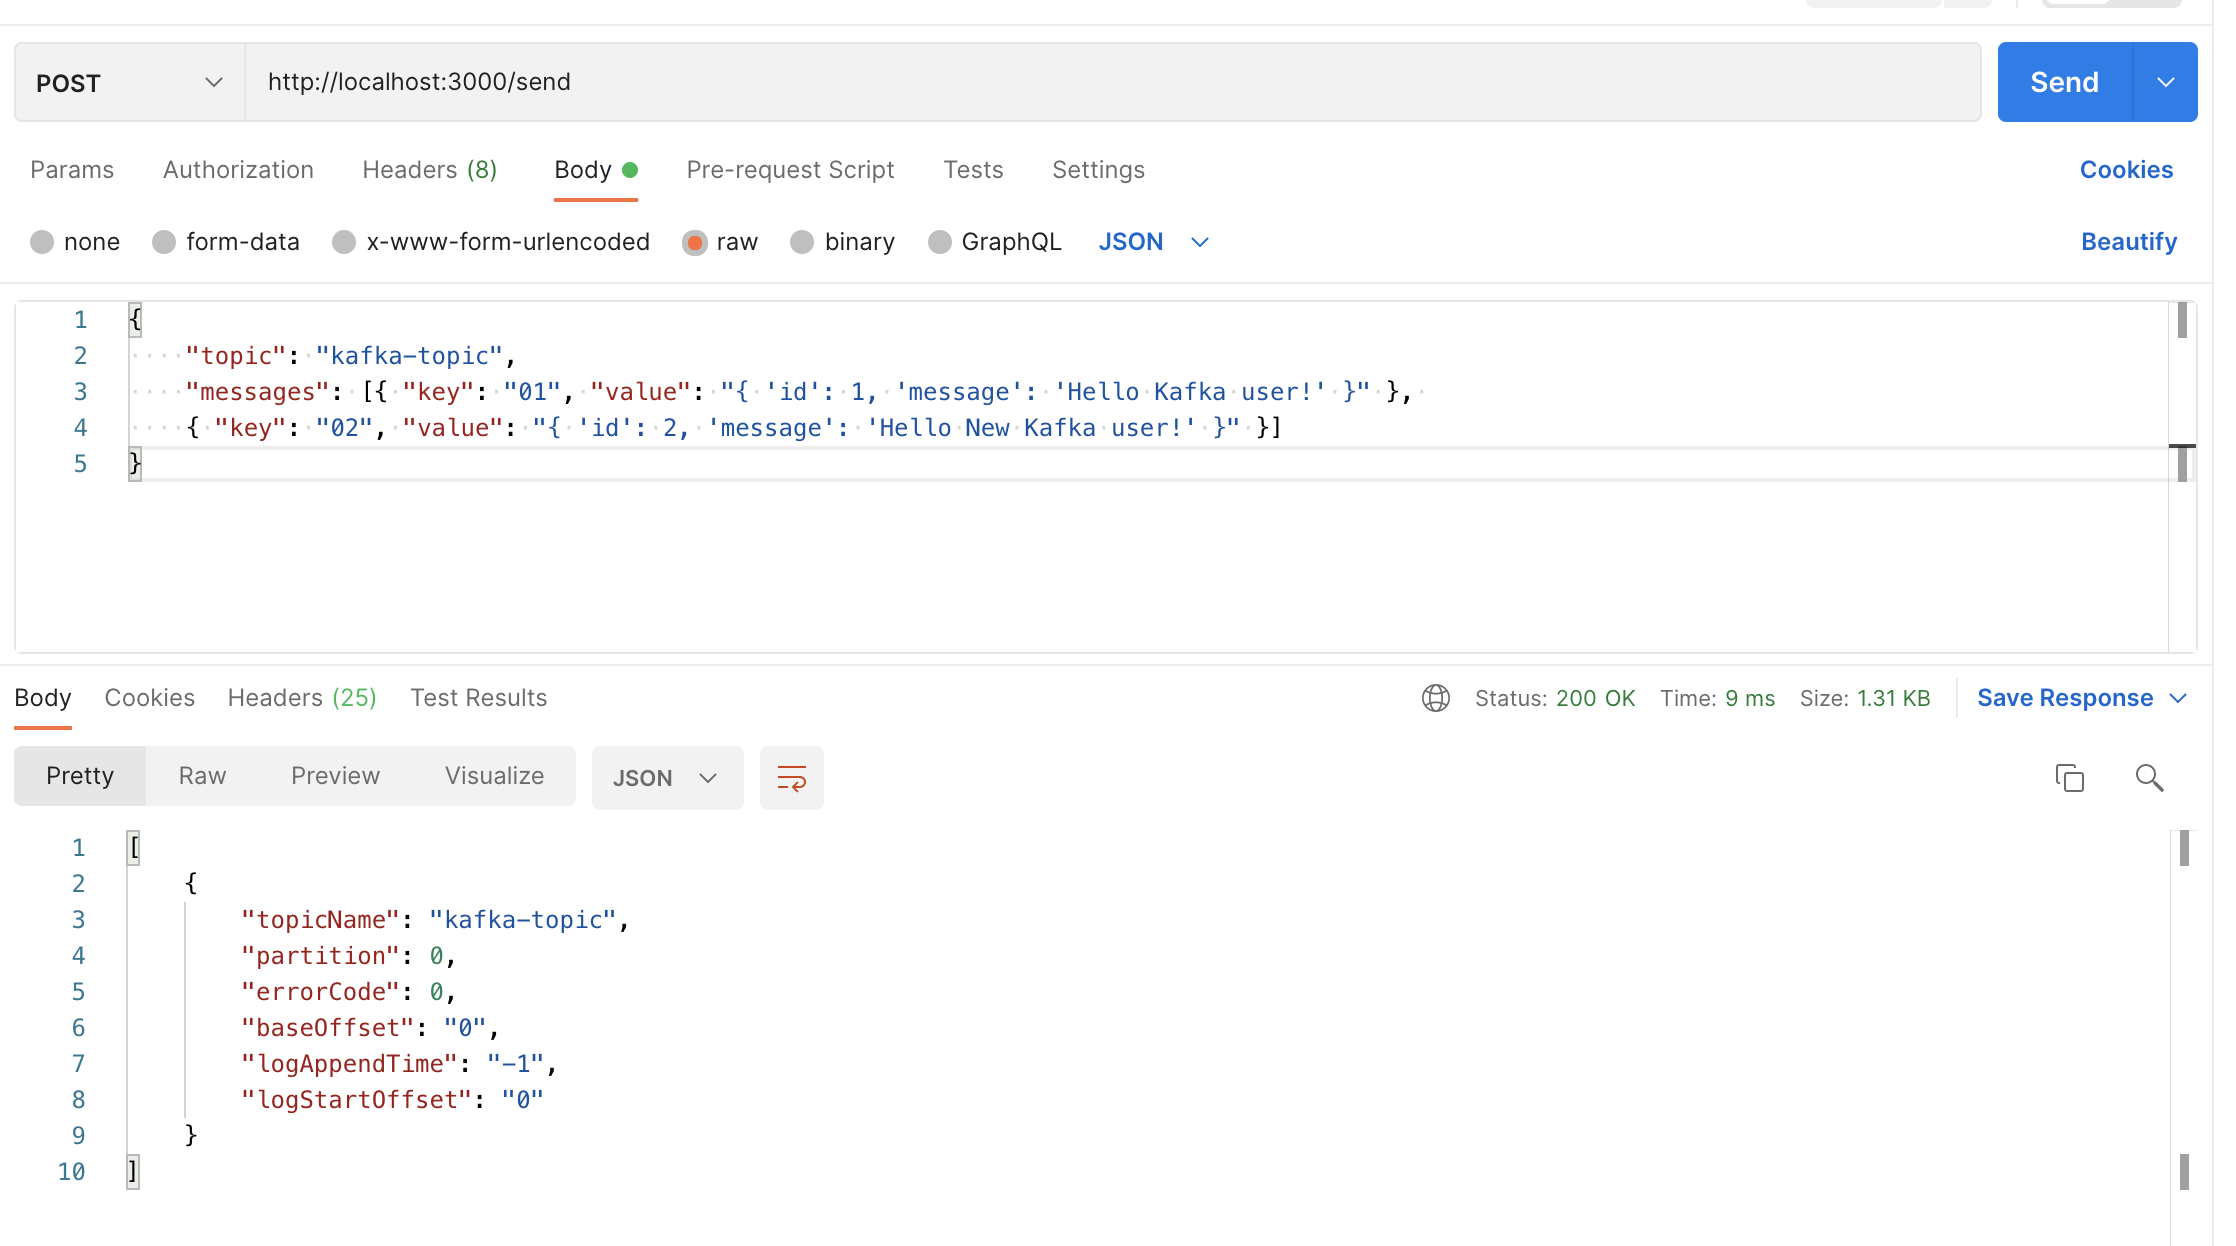 POST http://localhost:3000/send Send
Params Authorization Headers (8) Body Pre-request Script Tests Settings Cookies
none form-data x-www-form-urlencoded raw binary GraphQL JSON Beautify
1 {
2 "topic": "kafka-topic",
3 "messages": [{ "key": "01", "value": "{ 'id': 1, 'message': 'Hello Kafka user!' }" },
4 { "key": "02", "value": "{ 'id': 2, 'message': 'Hello New Kafka user!' }" }]
5 }
Body Cookies Headers (25) Test Results Status: 200 OK Time: 9 ms Size: 1.31 KB Save Response
Pretty Raw Preview Visualize JSON
1 [
2 {
3 "topicName": "kafka-topic",
4 "partition": 0,
5 "errorCode": 0,
6 "baseOffset": "0",
7 "logAppendTime": "-1",
8 "logStartOffset": "0"
9 }
10 ]